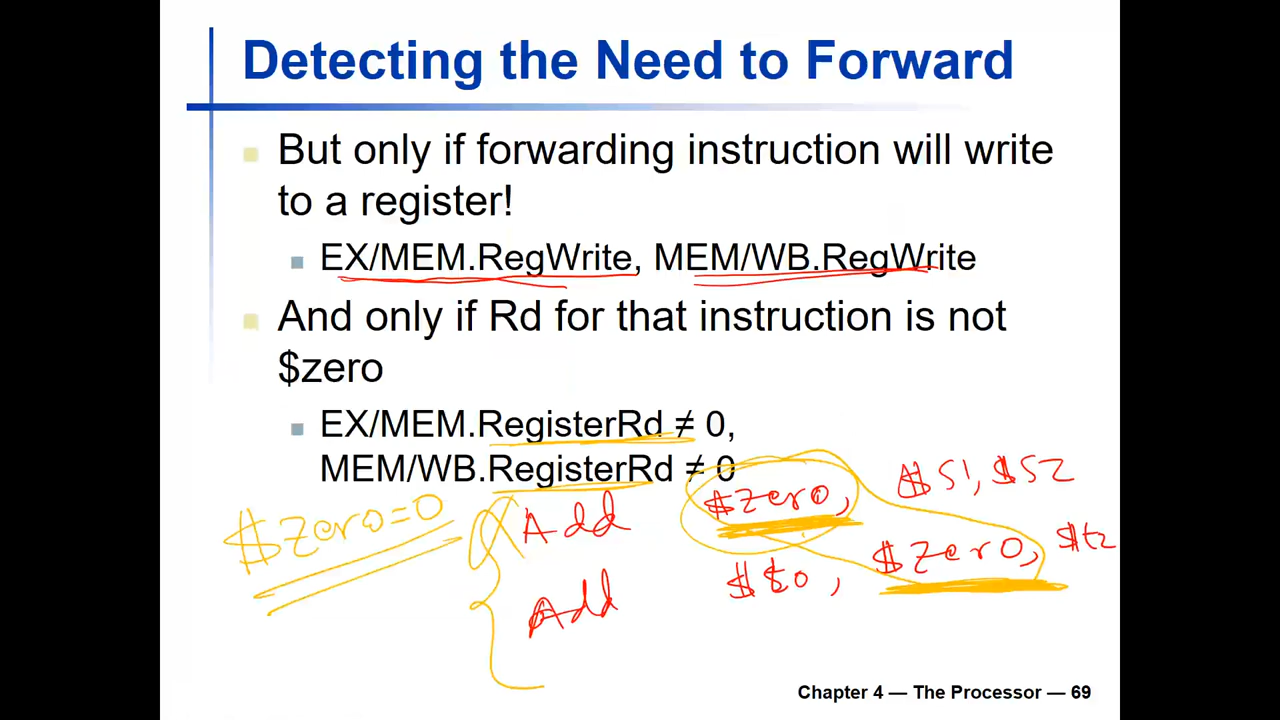 Detecting the Need to Forward
But only if forwarding instruction will write
to a register!
EX/MEM.RegWrite, MEM/WB.RegWrite
And only if Rd for that instruction is not
$zero
EX/MEM.RegisterRd ≠ 0,
MEM/WB.RegisterRd ≠ 0
$zero=0
Add $zero, $S1, $S2
Add $t0, $zero, $t2
Chapter 4 — The Processor — 69